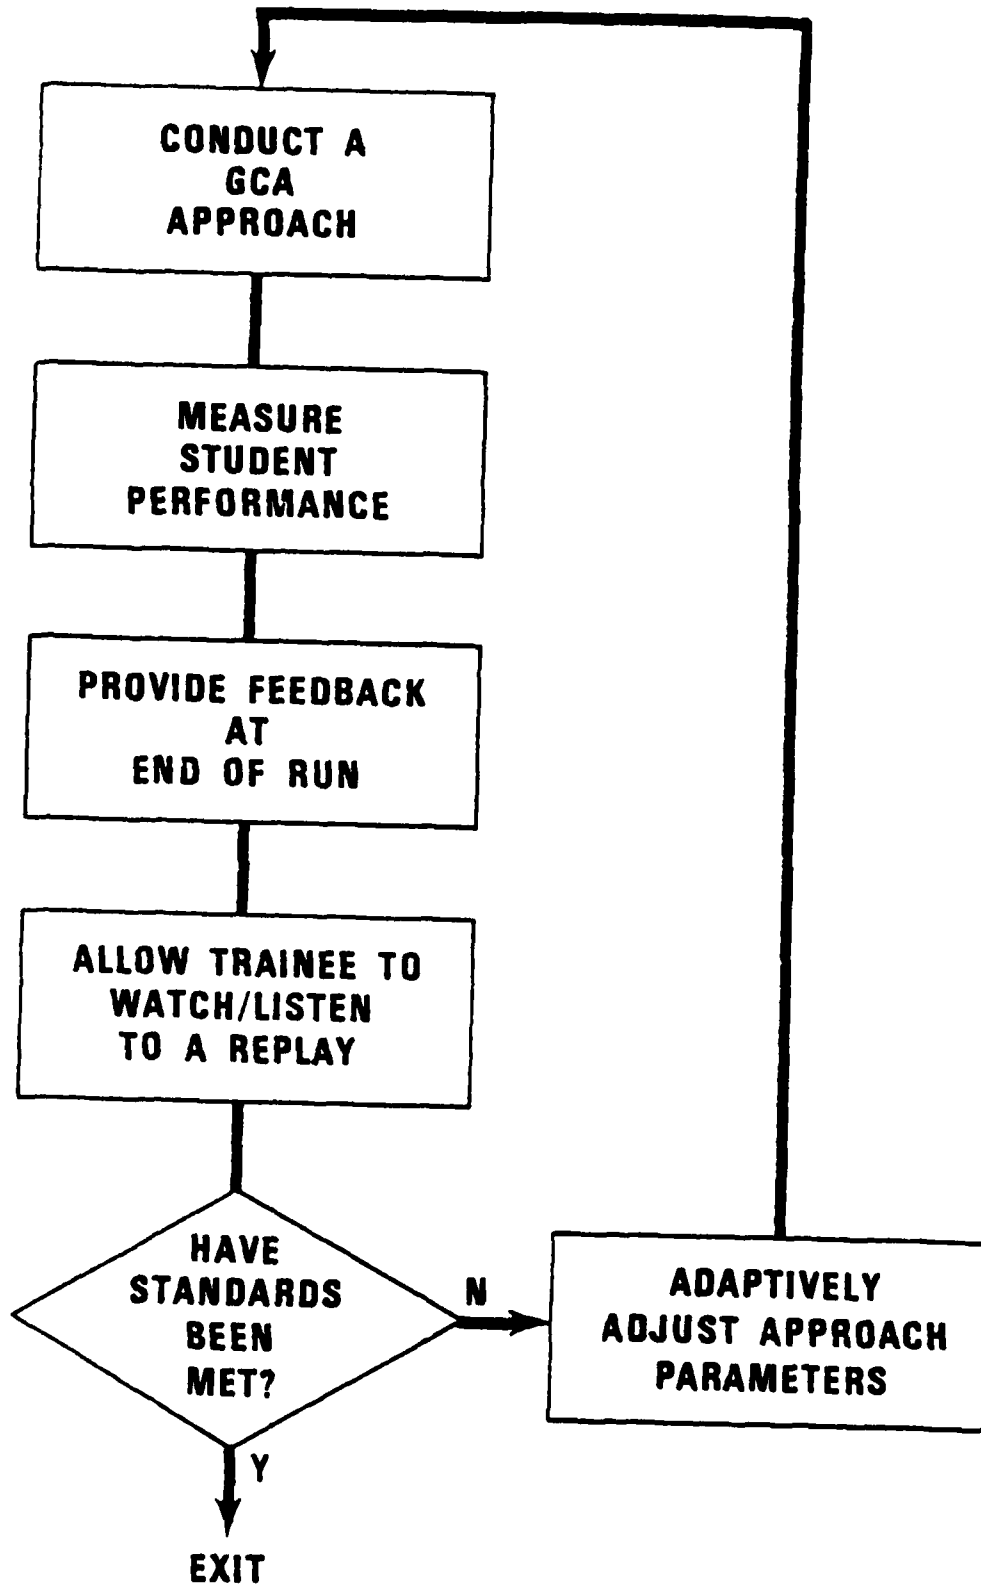 CONDUCT A
GCA
APPROACH
MEASURE
STUDENT
PERFORMANCE
PROVIDE FEEDBACK
AT
END OF RUN
ALLOW TRAINEE TO
WATCH/LISTEN
TO A REPLAY
HAVE
STANDARDS
BEEN
MET?
N
ADAPTIVELY
ADJUST APPROACH
PARAMETERS
Y
EXIT